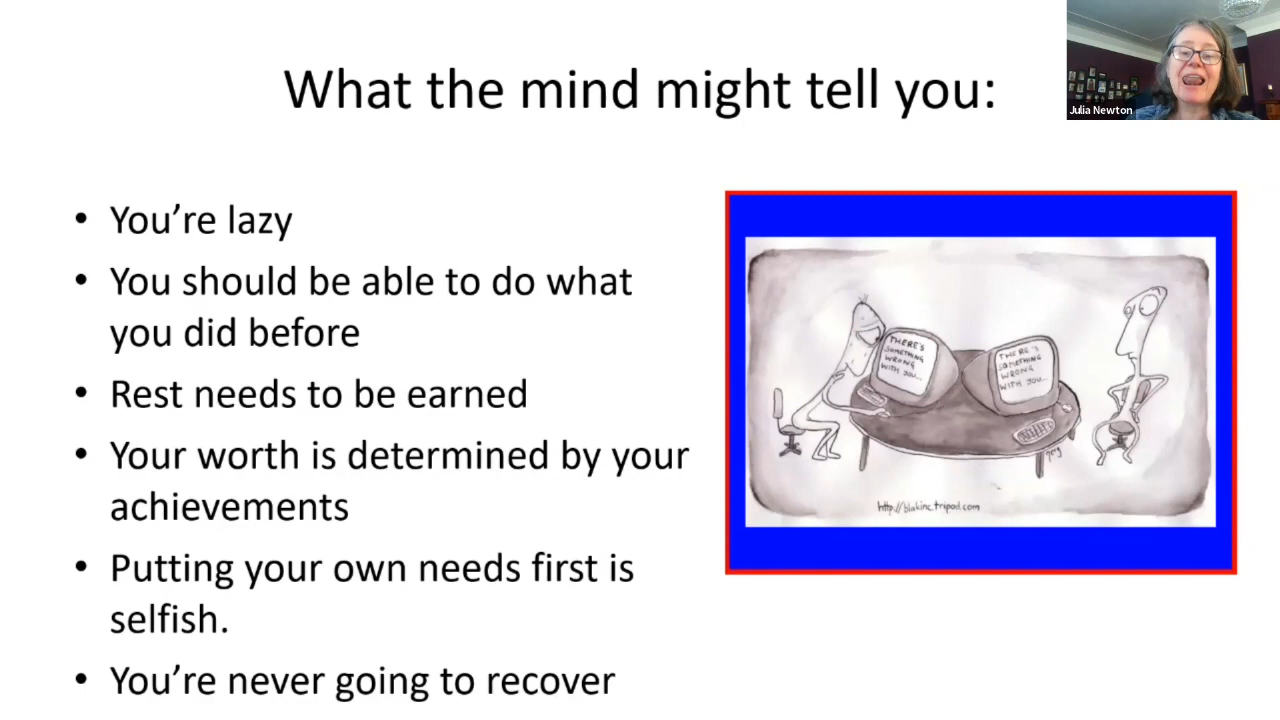 What the mind might tell you:
Julia Newton
• You’re lazy
• You should be able to do what
you did before
• Rest needs to be earned
• Your worth is determined by your
achievements
• Putting your own needs first is
selfish.
• You’re never going to recover
THERE'S
SOMETHING
WRONG
WITH YOU...
THERE'S
SOMETHING
WRONG
WITH YOU...
http://blakinc.tripod.com